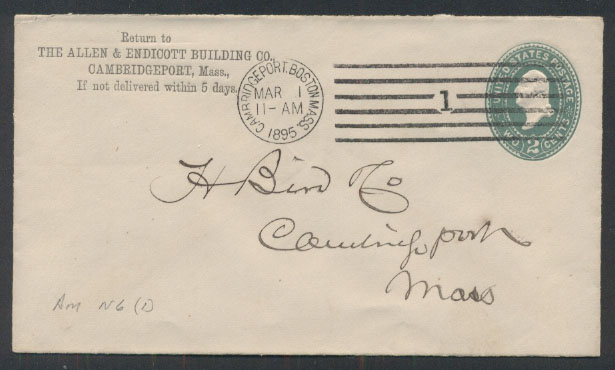 Return to
THE ALLEN & ENDICOTT BUILDING CO.,
CAMBRIDGEPORT, Mass.,
If not delivered within 5 days.
CAMBRIDGEPORT, BOSTON MASS.
MAR 1
11-AM
1895
1
UNITED STATES POSTAGE
TWO 2 CENTS
H Bird Co
Cambridgeport
Mass
Am N6 (1)